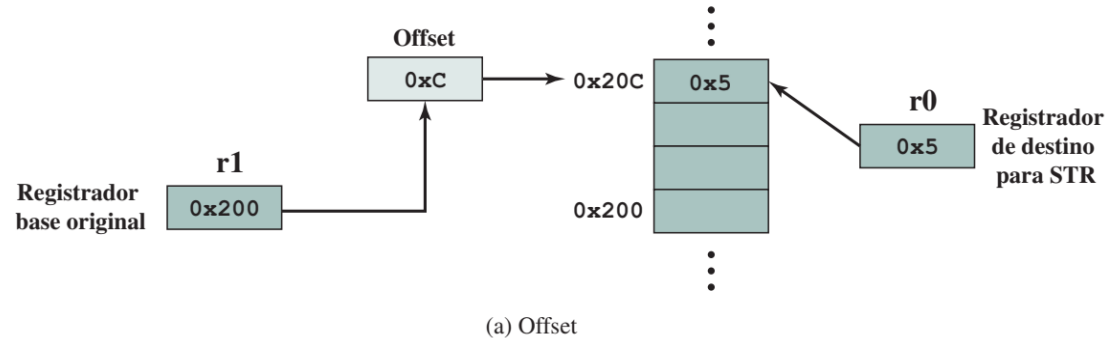 Offset
0xC
0x20C
0x5
r0
0x5
Registrador
de destino
para STR
r1
Registrador
base original
0x200
0x200
(a) Offset